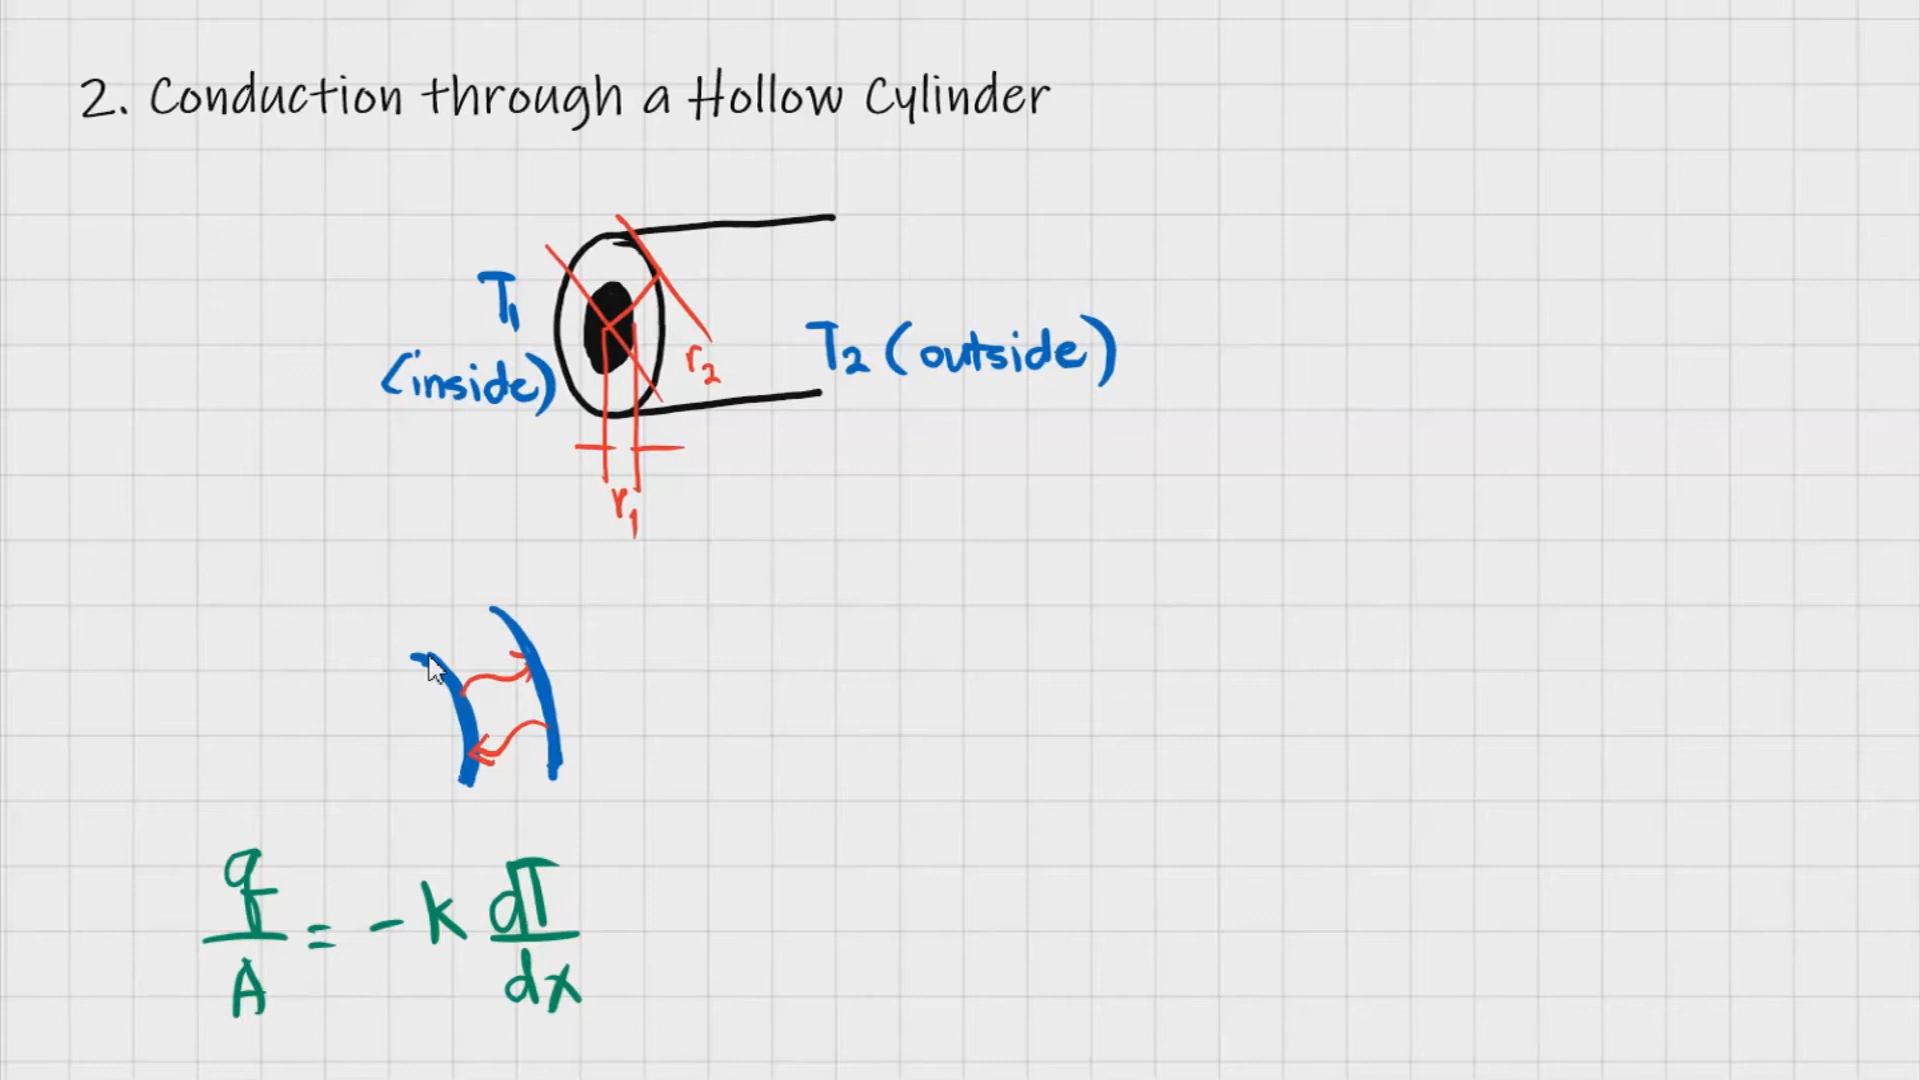 2. Conduction through a Hollow Cylinder
T1
(inside)
T2 (outside)
r2
r1
q/A = - k dT/dx